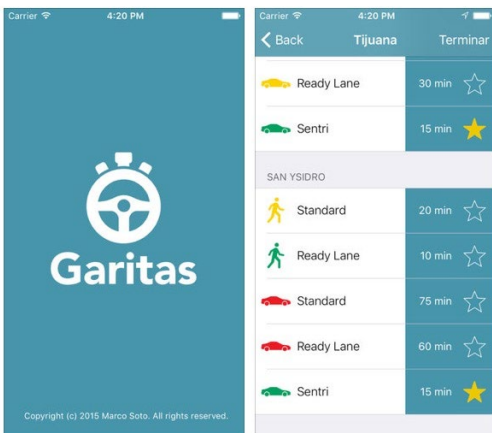 Carrier 4:20 PM
Garitas
Copyright (c) 2015 Marco Soto. All rights reserved.
Carrier 4:20 PM
Back Tijuana Terminar
Ready Lane 30 min
Sentri 15 min
SAN YSIDRO
Standard 20 min
Ready Lane 10 min
Standard 75 min
Ready Lane 60 min
Sentri 15 min